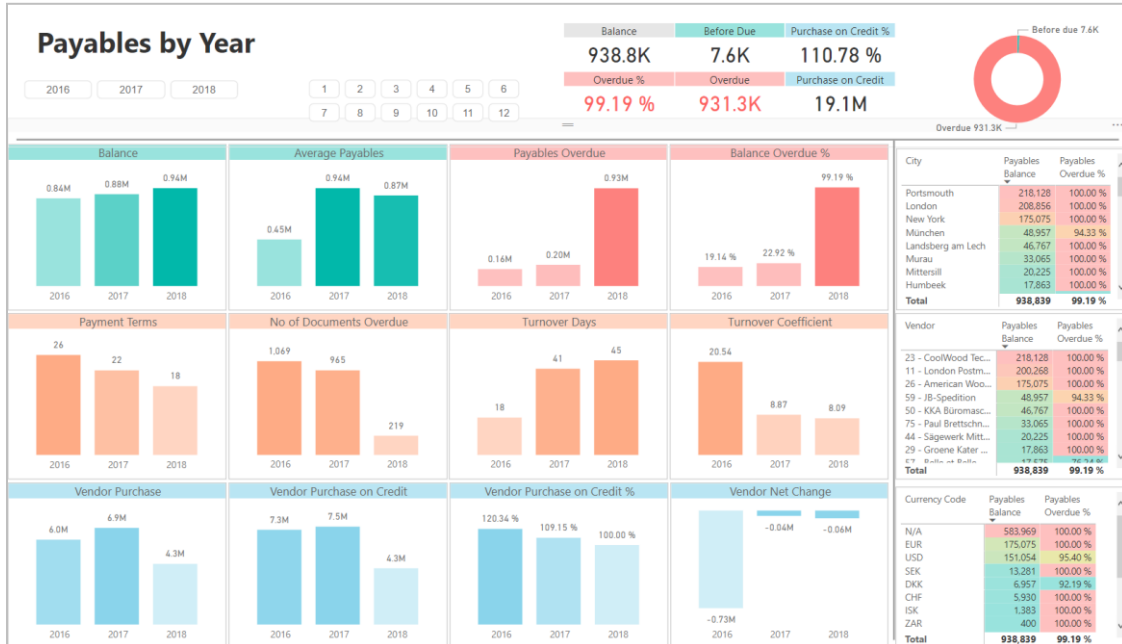 Payables by Year
2016 2017 2018
1 2 3 4 5 6
7 8 9 10 11 12
Balance Before Due Purchase on Credit %
938.8K 7.6K 110.78 %
Overdue % Overdue Purchase on Credit
99.19 % 931.3K 19.1M
Before due 7.6K
Overdue 931.3K
Balance
0.84M 0.88M 0.94M
2016 2017 2018
Average Payables
0.45M 0.94M 0.87M
2016 2017 2018
Payables Overdue
0.16M 0.20M 0.93M
2016 2017 2018
Balance Overdue %
19.14 % 22.92 % 99.19 %
2016 2017 2018
Payment Terms
26 22 18
2016 2017 2018
No of Documents Overdue
1,069 965 219
2016 2017 2018
Turnover Days
18 41 45
2016 2017 2018
Turnover Coefficient
20.54 8.87 8.09
2016 2017 2018
Vendor Purchase
6.0M 6.9M 4.3M
2016 2017 2018
Vendor Purchase on Credit
7.3M 7.5M 4.3M
2016 2017 2018
Vendor Purchase on Credit %
120.34 % 109.15 % 100.00 %
2016 2017 2018
Vendor Net Change
-0.73M -0.04M -0.06M
2016 2017 2018
City Payables Payables
Balance Overdue %
Portsmouth 218,128 100.00 %
London 208,856 100.00 %
New York 175,075 100.00 %
München 48,957 94.33 %
Landsberg am Lech 46,767 100.00 %
Murau 33,065 100.00 %
Mittersill 20,225 100.00 %
Humbeek 17,863 100.00 %
Total 938,839 99.19 %
Vendor Payables Payables
Balance Overdue %
23 - CoolWood Tec... 218,128 100.00 %
11 - London Postm... 200,268 100.00 %
26 - American Woo... 175,075 100.00 %
59 - JB-Spedition 48,957 94.33 %
50 - KKA Büromasc... 46,767 100.00 %
75 - Paul Brettschn... 33,065 100.00 %
44 - Sägewerk Mitt... 20,225 100.00 %
29 - Groene Kater ... 17,863 100.00 %
Total 938,839 99.19 %
Currency Code Payables Payables
Balance Overdue %
N/A 583,969 100.00 %
EUR 175,075 100.00 %
USD 151,054 95.40 %
SEK 13,281 100.00 %
DKK 6,957 92.19 %
CHF 5,930 100.00 %
ISK 1,383 100.00 %
ZAR 400 100.00 %
Total 938,839 99.19 %